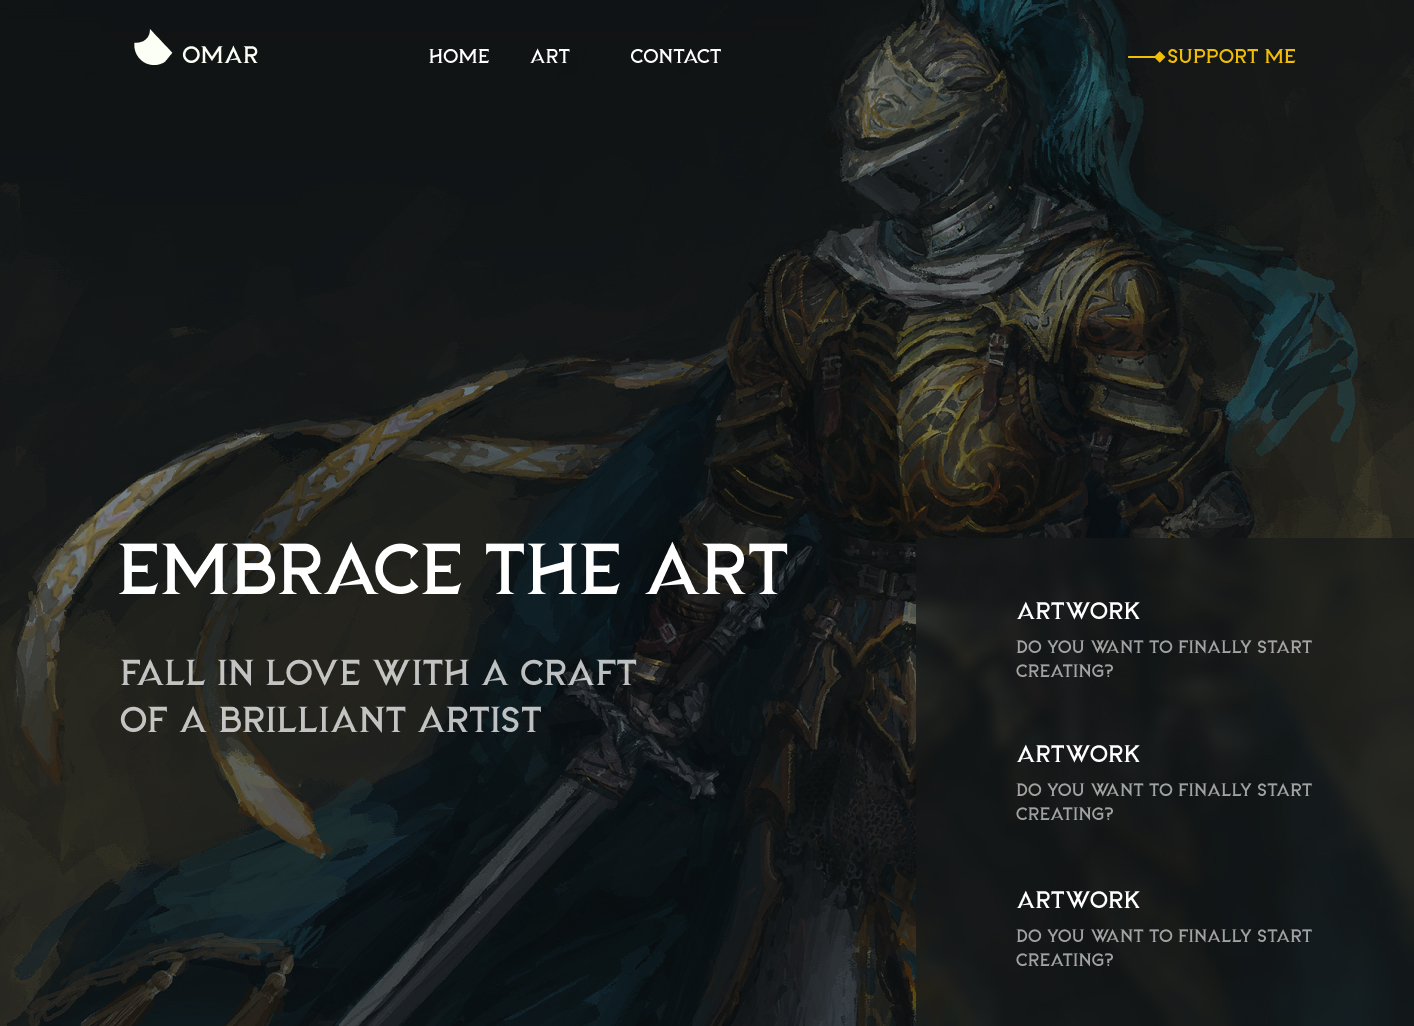 OMAR
HOME
ART
CONTACT
SUPPORT ME
EMBRACE THE ART
FALL IN LOVE WITH A CRAFT
OF A BRILLIANT ARTIST
ARTWORK
DO YOU WANT TO FINALLY START
CREATING?
ARTWORK
DO YOU WANT TO FINALLY START
CREATING?
ARTWORK
DO YOU WANT TO FINALLY START
CREATING?